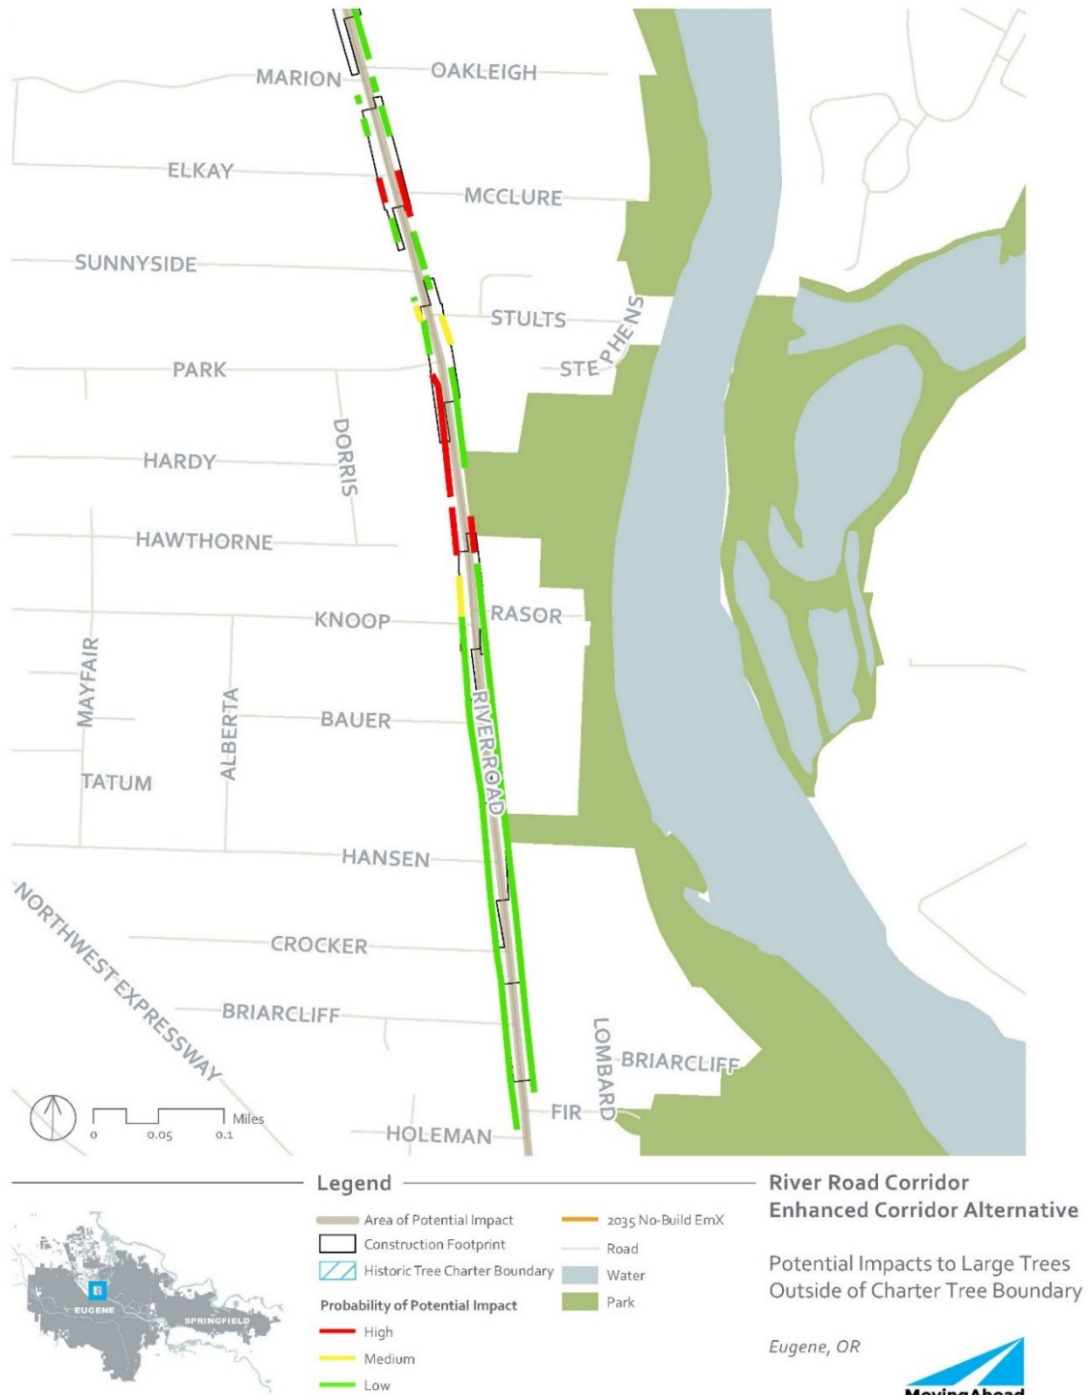 MARION
OAKLEIGH
ELKAY
MCCLURE
SUNNYSIDE
STULTS
STEPHENS
PARK
DORRIS
HARDY
HAWTHORNE
KNOOP
RASOR
MAYFAIR
ALBERTA
BAUER
RIVER ROAD
TATUM
HANSEN
NORTHWEST EXPRESSWAY
CROCKER
BRIARCLIFF
LOMBARD
BRIARCLIFF
FIR
HOLEMAN
Miles
0 0.05 0.1
Legend
Area of Potential Impact
Construction Footprint
Historic Tree Charter Boundary
Probability of Potential Impact
High
Medium
Low
2035 No-Build EmX
Road
Water
Park
EUGENE
SPRINGFIELD
River Road Corridor
Enhanced Corridor Alternative
Potential Impacts to Large Trees
Outside of Charter Tree Boundary
Eugene, OR
MovingAhead